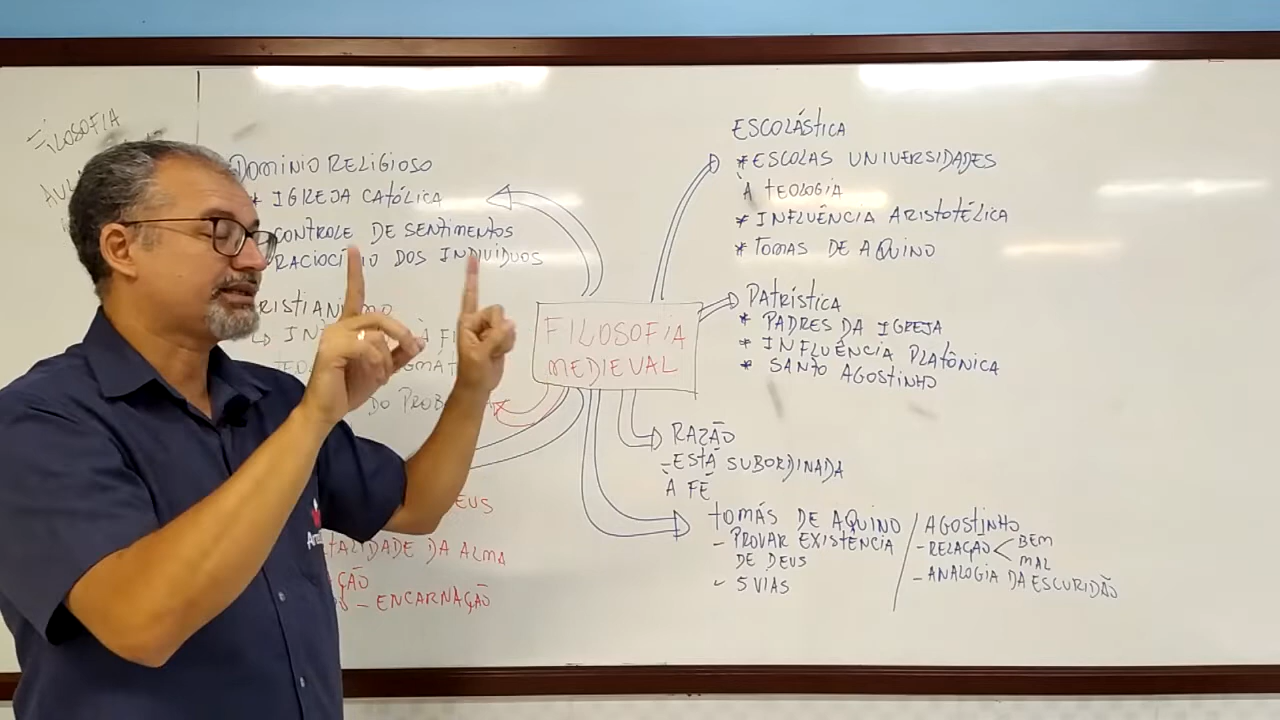 FILOSOFIA
DOMINIO RELIGIOSO
* IGREJA CATÓLICA
CONTROLE DE SENTIMENTOS
RACIOCÍNIO DOS INDIVIDUOS
FILOSOFIA
MEDIEVAL
TALIDADE DA ALMA
- ENCARNAÇÃO
ESCOLÁSTICA
* ESCOLAS UNIVERSIDADES
À TEOLOGIA
* INFLUÊNCIA ARISTOTÉLICA
* TOMAS DE AQUINO
PATRÍSTICA
* PADRES DA IGREJA
* INFLUÊNCIA PLATÔNICA
* SANTO AGOSTINHO
RAZÃO
- ESTÁ SUBORDINADA
À FÉ
TOMÁS DE AQUINO
- PROVAR EXISTÊNCIA
DE DEUS
- 5 VIAS
AGOSTINHO
- RELAÇÃO < BEM
MAL
- ANALOGIA DA ESCURIDÃO